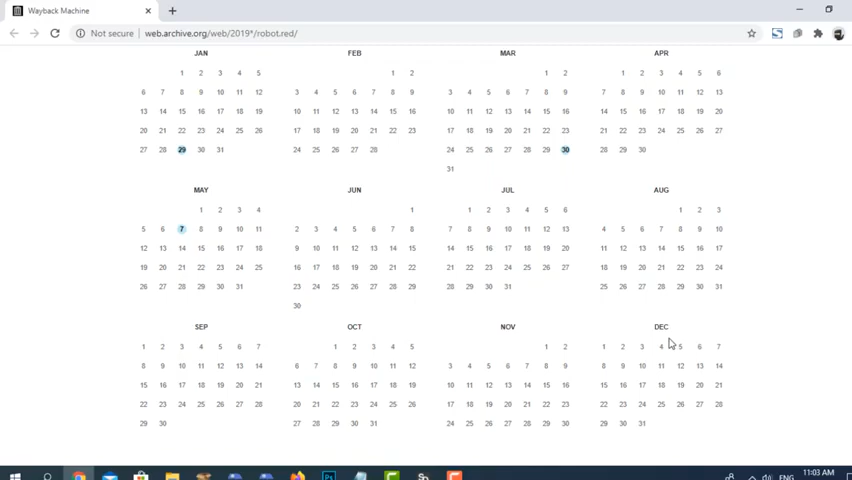 Wayback Machine
Not secure web.archive.org/web/2019*/robot.red/
JAN FEB MAR APR
1 2 3 4 5 1 2 1 2 1 2 3 4 5 6
6 7 8 9 10 11 12 3 4 5 6 7 8 9 3 4 5 6 7 8 9 7 8 9 10 11 12 13
13 14 15 16 17 18 19 10 11 12 13 14 15 16 10 11 12 13 14 15 16 14 15 16 17 18 19 20
20 21 22 23 24 25 26 17 18 19 20 21 22 23 17 18 19 20 21 22 23 21 22 23 24 25 26 27
27 28 29 30 31 24 25 26 27 28 24 25 26 27 28 29 30 28 29 30
31
MAY JUN JUL AUG
1 2 3 4 1 1 2 3 4 5 6 1 2 3
5 6 7 8 9 10 11 2 3 4 5 6 7 8 7 8 9 10 11 12 13 4 5 6 7 8 9 10
12 13 14 15 16 17 18 9 10 11 12 13 14 15 14 15 16 17 18 19 20 11 12 13 14 15 16 17
19 20 21 22 23 24 25 16 17 18 19 20 21 22 21 22 23 24 25 26 27 18 19 20 21 22 23 24
26 27 28 29 30 31 23 24 25 26 27 28 29 28 29 30 31 25 26 27 28 29 30 31
30
SEP OCT NOV DEC
1 2 3 4 5 6 7 1 2 3 4 5 1 2 1 2 3 4 5 6 7
8 9 10 11 12 13 14 6 7 8 9 10 11 12 3 4 5 6 7 8 9 8 9 10 11 12 13 14
15 16 17 18 19 20 21 13 14 15 16 17 18 19 10 11 12 13 14 15 16 15 16 17 18 19 20 21
22 23 24 25 26 27 28 20 21 22 23 24 25 26 17 18 19 20 21 22 23 22 23 24 25 26 27 28
29 30 27 28 29 30 31 24 25 26 27 28 29 30 29 30 31
11:03 AM
Ps Sp ENG